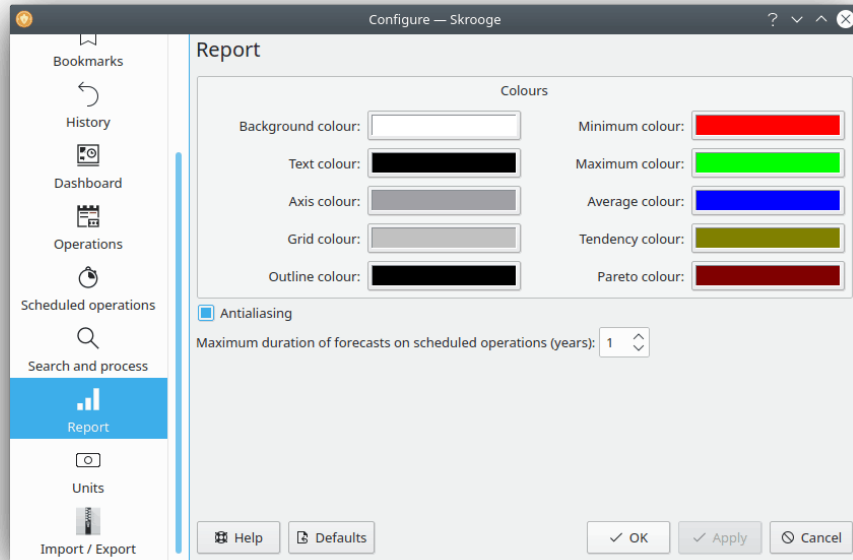 Configure — Skrooge
Bookmarks
History
Dashboard
Operations
Scheduled operations
Search and process
Report
Units
Import / Export
Report
Colours
Background colour:
Minimum colour:
Text colour:
Maximum colour:
Axis colour:
Average colour:
Grid colour:
Tendency colour:
Outline colour:
Pareto colour:
Antialiasing
Maximum duration of forecasts on scheduled operations (years): 1
Help
Defaults
OK
Apply
Cancel